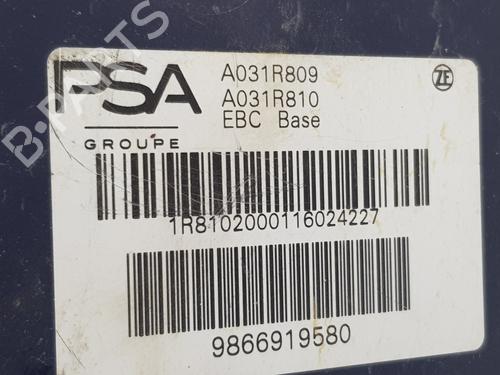 PSA
GROUPE
A031R809
A031R810
EBC Base
ZF
1R8102000116024227
9866919580
B-PARTS